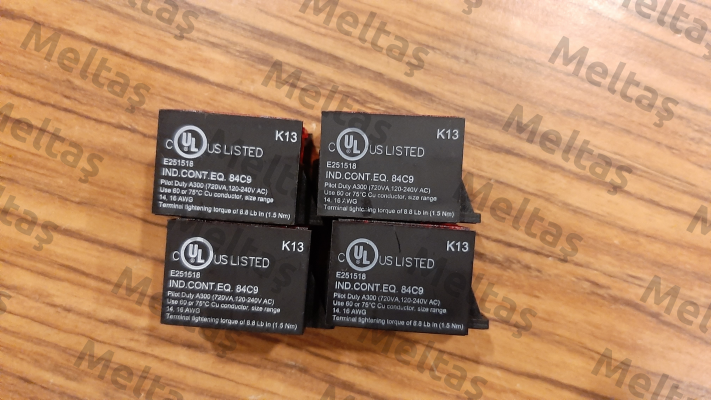 K13
C UL US LISTED
E251518
IND.CONT.EQ. 84C9
Pilot Duty A300 (720VA,120-240V AC)
Use 60 or 75°C Cu conductor, size range
14, 16 AWG
Terminal tightening torque of 8.8 Lb in (1.5 Nm)
K13
C UL US LISTED
E251518
IND.CONT.EQ. 84C9
Pilot Duty A300 (720VA,120-240V AC)
Use 60 or 75°C Cu conductor, size range
14, 16 AWG
Terminal tightening torque of 8.8 Lb in (1.5 Nm)
K13
C UL US LISTED
E251518
IND.CONT.EQ. 84C9
Pilot Duty A300 (720VA,120-240V AC)
Use 60 or 75°C Cu conductor, size range
14, 16 AWG
Terminal tightening torque of 8.8 Lb in (1.5 Nm)
K13
C UL US LISTED
E251518
IND.CONT.EQ. 84C9
Pilot Duty A300 (720VA,120-240V AC)
Use 60 or 75°C Cu conductor, size range
14, 16 AWG
Terminal tightening torque of 8.8 Lb in (1.5 Nm)
Meltaş
Meltaş
Meltaş
Meltaş
Meltaş
Meltaş
Meltaş